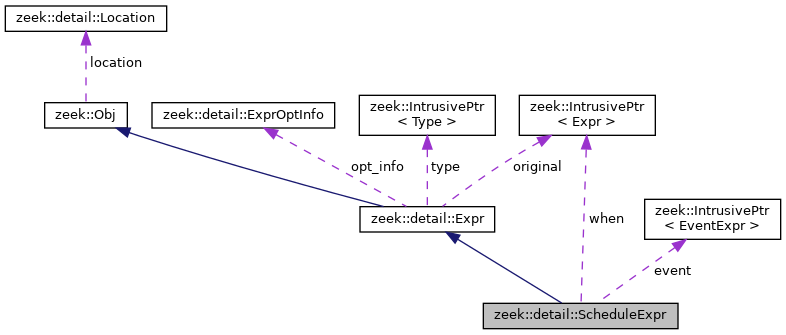 zeek::detail::Location
location
zeek::Obj
zeek::detail::ExprOptInfo
zeek::IntrusivePtr
< Type >
zeek::IntrusivePtr
< Expr >
opt_info
type
original
zeek::detail::Expr
when
zeek::IntrusivePtr
< EventExpr >
event
zeek::detail::ScheduleExpr